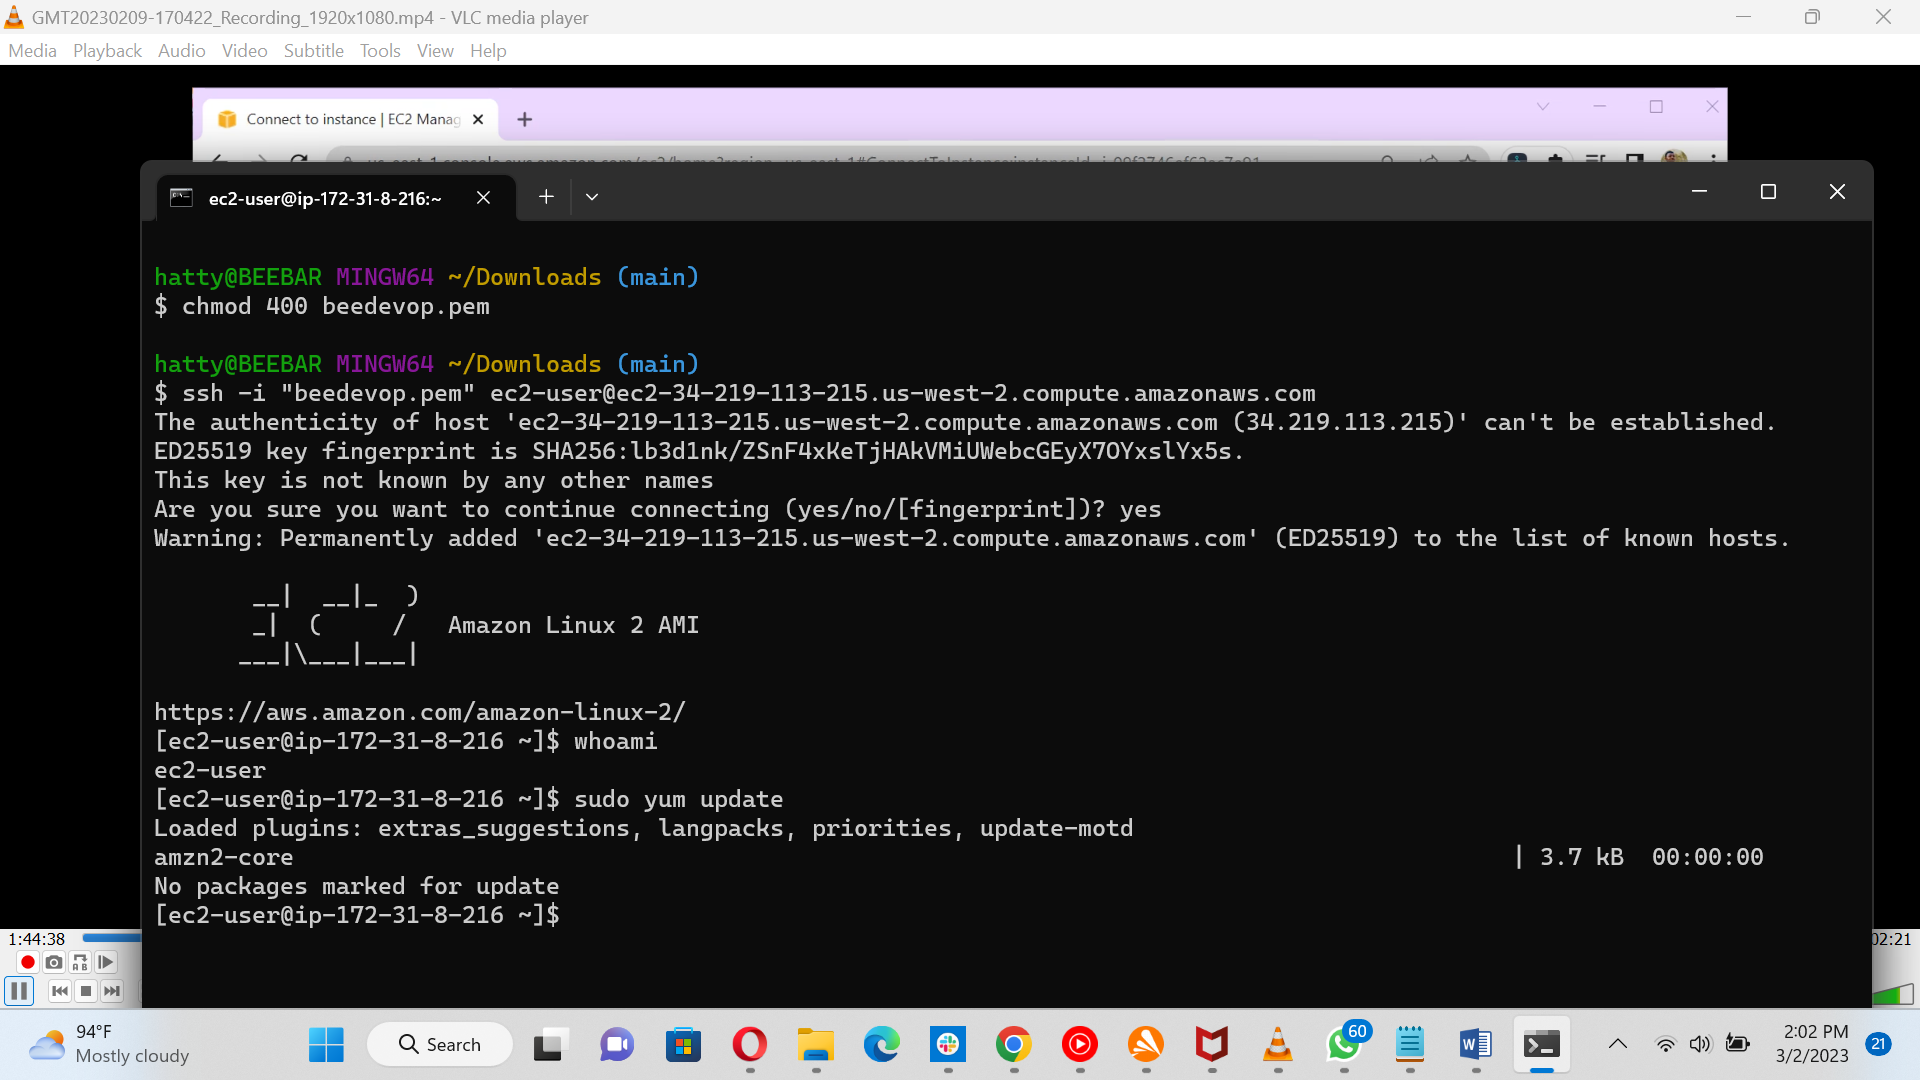 GMT20230209-170422_Recording_1920x1080.mp4 - VLC media player
Media Playback Audio Video Subtitle Tools View Help
Connect to instance | EC2 Manag
ec2-user@ip-172-31-8-216:~
hatty@BEEBAR MINGW64 ~/Downloads (main)
$ chmod 400 beedevop.pem
hatty@BEEBAR MINGW64 ~/Downloads (main)
$ ssh -i "beedevop.pem" ec2-user@ec2-34-219-113-215.us-west-2.compute.amazonaws.com
The authenticity of host 'ec2-34-219-113-215.us-west-2.compute.amazonaws.com (34.219.113.215)' can't be established.
ED25519 key fingerprint is SHA256:lb3d1nk/ZSnF4xKeTjHAkVMiUWebcGEyX7OYxslYx5s.
This key is not known by any other names
Are you sure you want to continue connecting (yes/no/[fingerprint])? yes
Warning: Permanently added 'ec2-34-219-113-215.us-west-2.compute.amazonaws.com' (ED25519) to the list of known hosts.
       __|  __|_  )
       _|  (     /   Amazon Linux 2 AMI
      ___|\___|___|
https://aws.amazon.com/amazon-linux-2/
[ec2-user@ip-172-31-8-216 ~]$ whoami
ec2-user
[ec2-user@ip-172-31-8-216 ~]$ sudo yum update
Loaded plugins: extras_suggestions, langpacks, priorities, update-motd
amzn2-core | 3.7 kB 00:00:00
No packages marked for update
[ec2-user@ip-172-31-8-216 ~]$
1:44:38 02:21
94°F
Mostly cloudy
Search
60
2:02 PM
3/2/2023
21